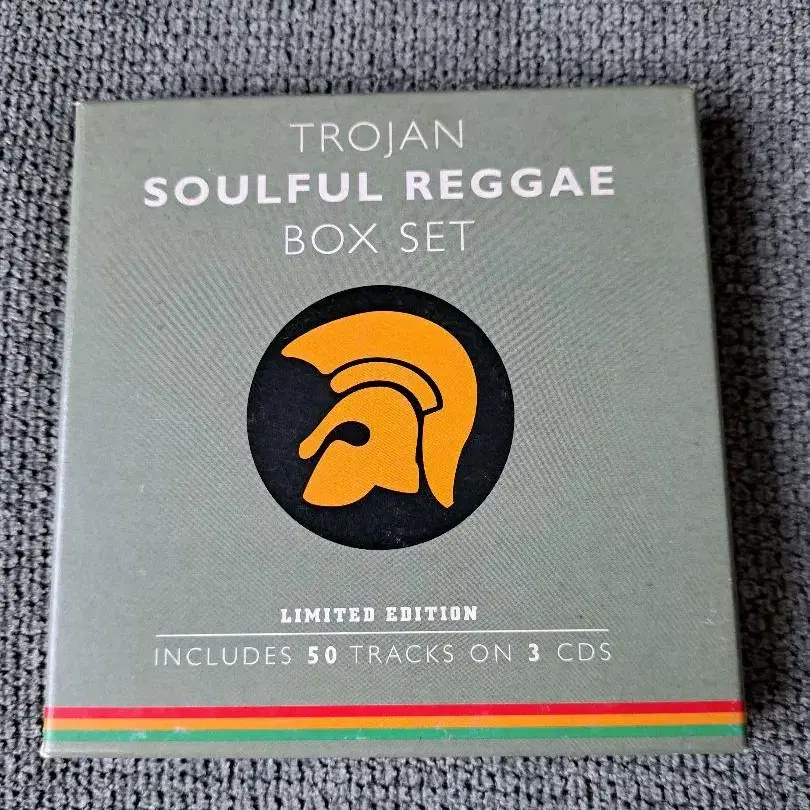 TROJAN
SOULFUL REGGAE
BOX SET
LIMITED EDITION
INCLUDES 50 TRACKS ON 3 CDS